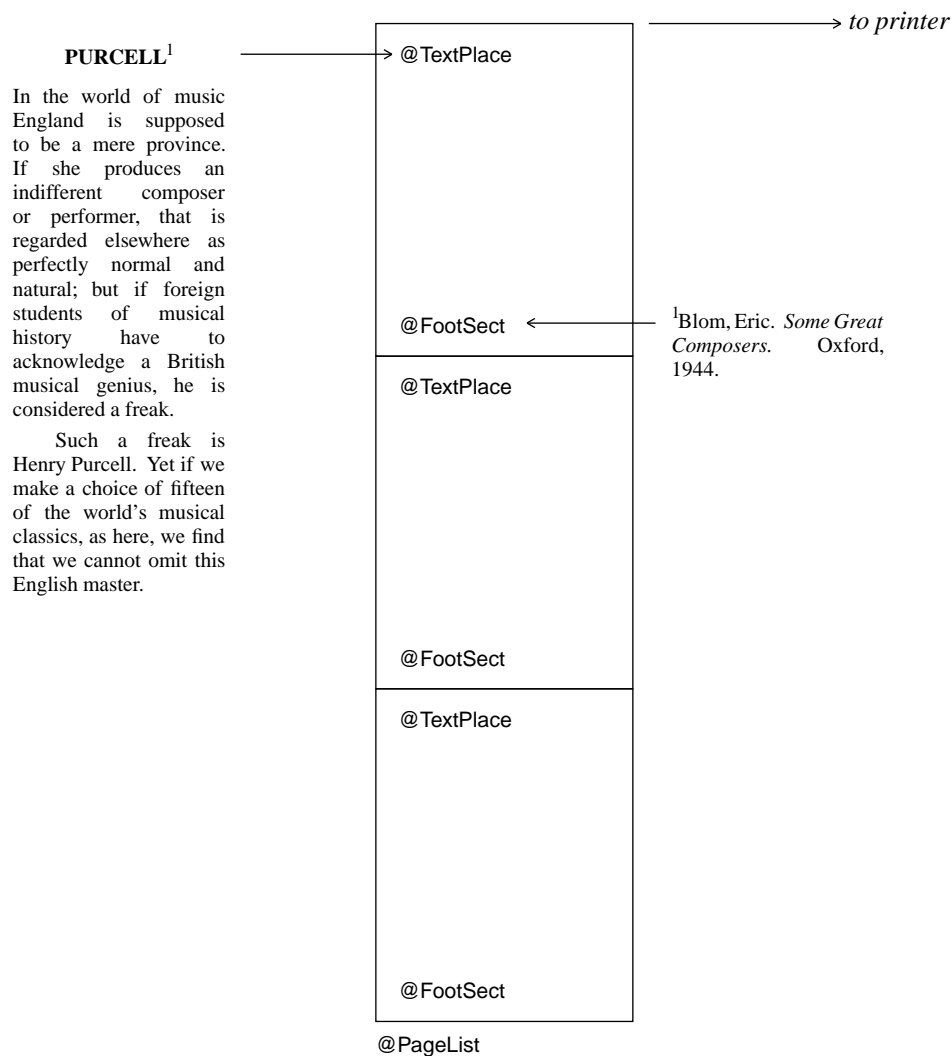 to printer
PURCELL1
@TextPlace
In the world of music
England is supposed
to be a mere province.
If she produces an
indifferent composer
or performer, that is
regarded elsewhere as
perfectly normal and
natural; but if foreign
students of musical
history have to
acknowledge a British
musical genius, he is
considered a freak.
Such a freak is
Henry Purcell. Yet if we
make a choice of fifteen
of the world's musical
classics, as here, we find
that we cannot omit this
English master.
@FootSect
1Blom, Eric. Some Great
Composers. Oxford,
1944.
@TextPlace
@FootSect
@TextPlace
@FootSect
@PageList